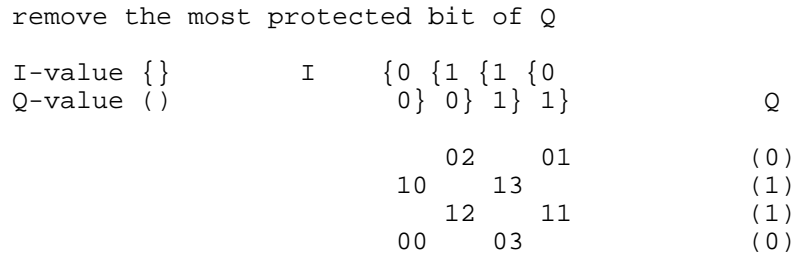 remove the most protected bit of Q
I-value {} I {0 {1 {1 {0
Q-value () 0} 0} 1} 1} Q
02 01 (0)
10 13 (1)
12 11 (1)
00 03 (0)